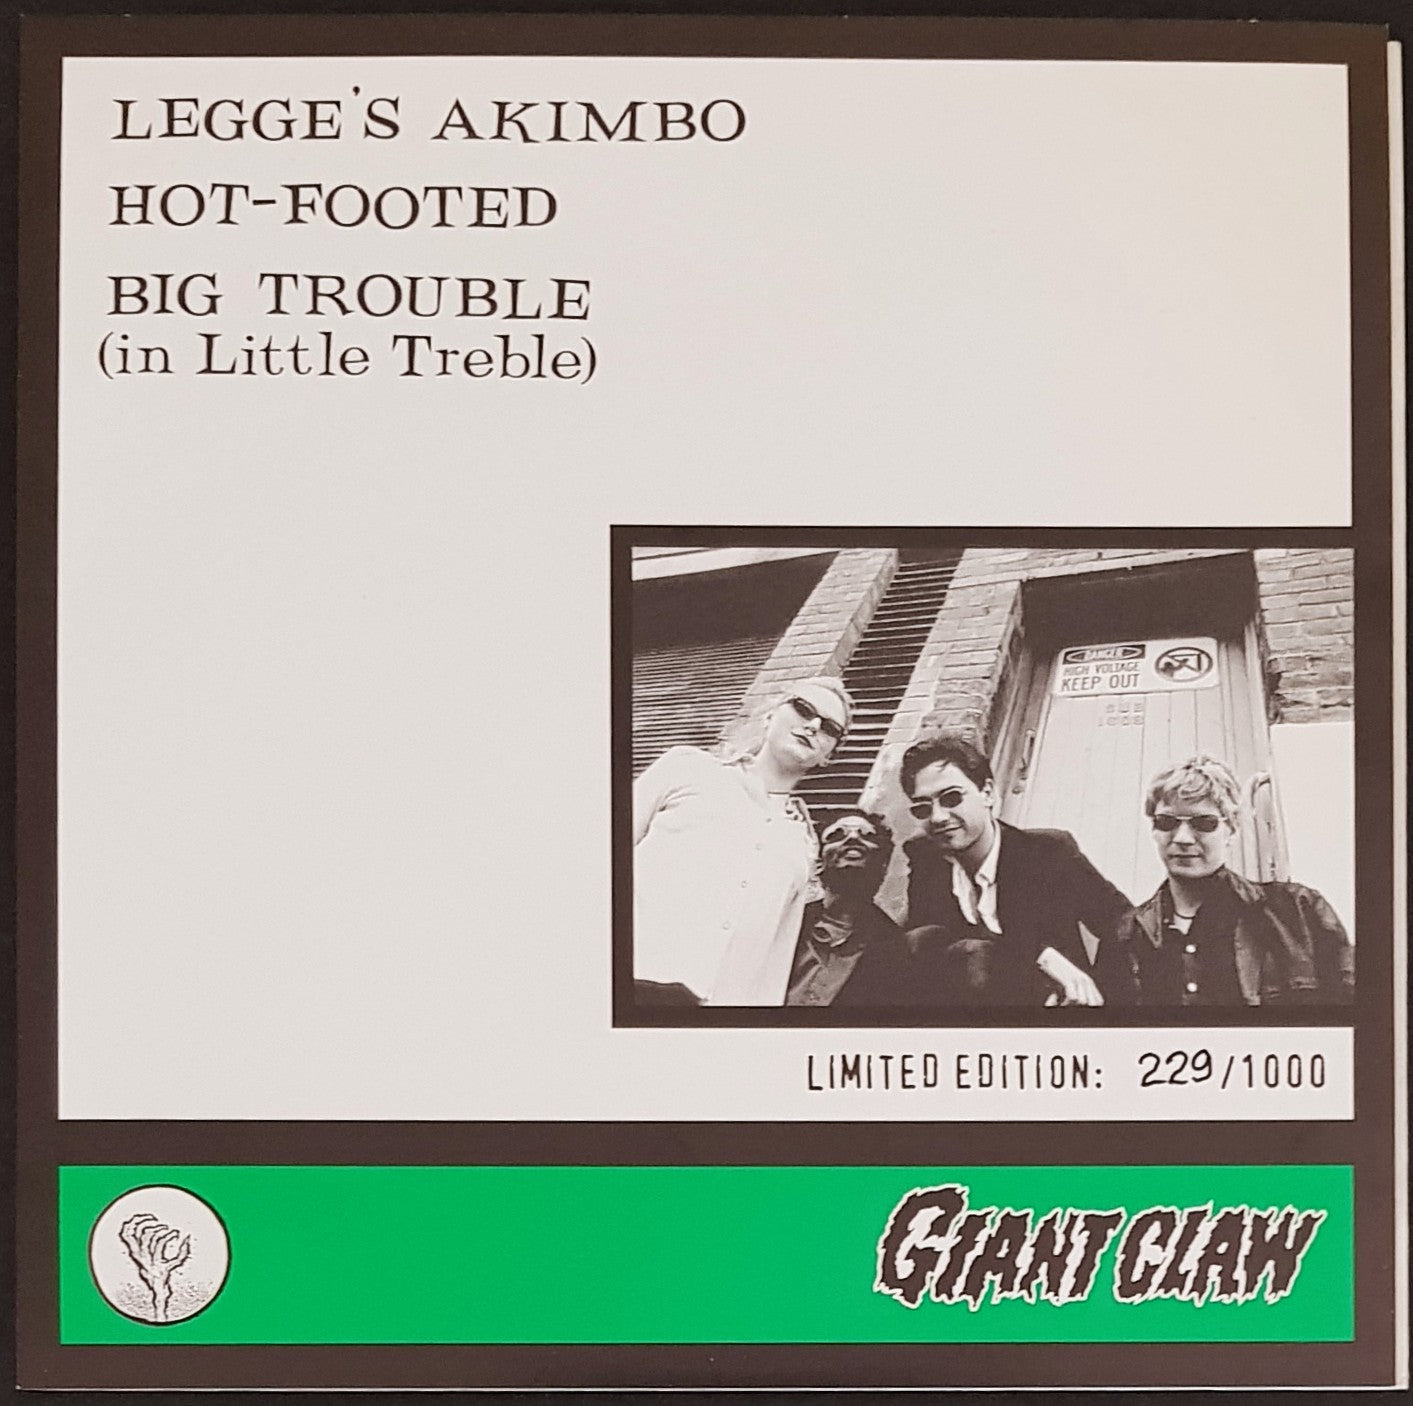 LEGGE'S AKIMBO
HOT-FOOTED
BIG TROUBLE
(in Little Treble)
DANGER
HIGH VOLTAGE
KEEP OUT
SUB
LIMITED EDITION: 229/1000
GIANT CLAW